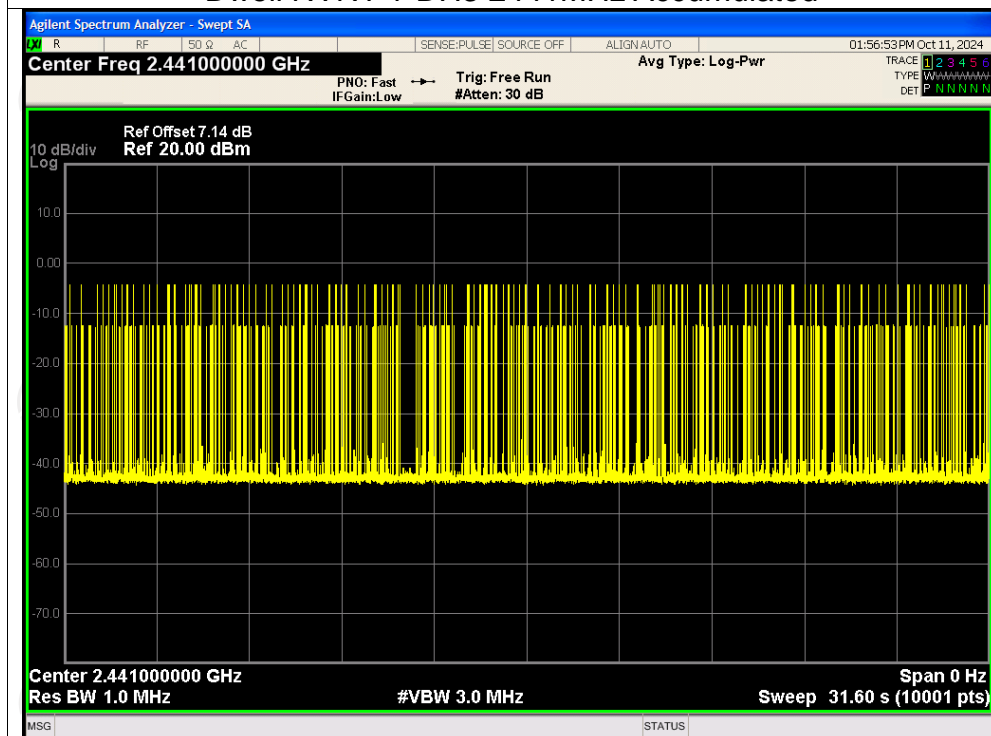 Agilent Spectrum Analyzer - Swept SA
LXI R RF 50 Ω AC SENSE:PULSE SOURCE OFF ALIGN AUTO 01:56:53 PM Oct 11, 2024
Center Freq 2.441000000 GHz
Avg Type: Log-Pwr
TRACE 1 2 3 4 5 6
PNO: Fast Trig: Free Run
TYPE W
IFGain:Low #Atten: 30 dB
DET P N N N N N
Ref Offset 7.14 dB
10 dB/div Ref 20.00 dBm
Log
10.0
0.00
-10.0
-20.0
-30.0
-40.0
-50.0
-60.0
-70.0
Center 2.441000000 GHz Span 0 Hz
Res BW 1.0 MHz #VBW 3.0 MHz Sweep 31.60 s (10001 pts)
MSG STATUS